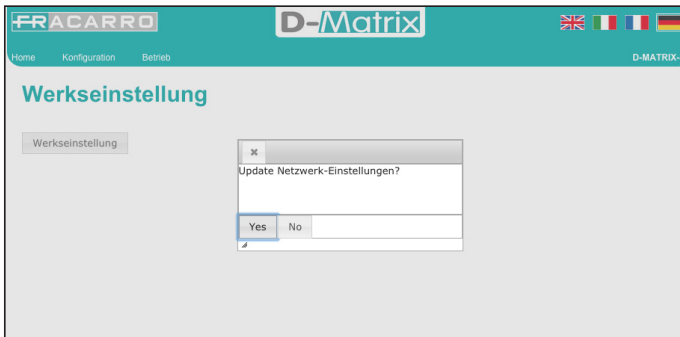 FRACARRO
D-Matrix
Home Konfiguration Betrieb D-MATRIX-
Werkseinstellung
Werkseinstellung
Update Netzwerk-Einstellungen?
Yes No